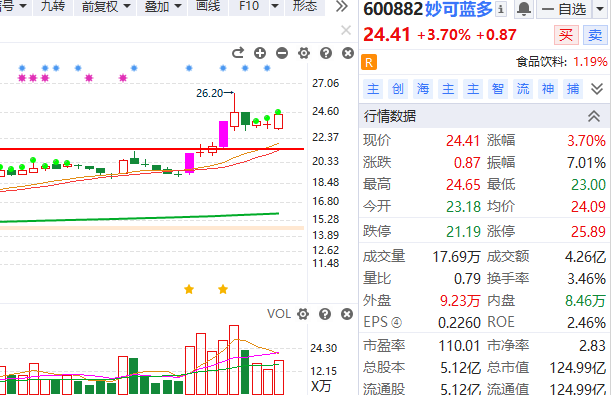 信号 九转 前复权 叠加 画线 F10 形态
600882 妙可蓝多
一 自选
24.41 +3.70% +0.87 买 卖
R 食品饮料: 1.19%
主 创 海 主 主 智 流 神 捕
行情数据
现价 24.41 涨幅 3.70%
涨跌 0.87 振幅 7.01%
最高 24.65 最低 23.00
今开 23.18 均价 24.09
跌停 21.19 涨停 25.89
成交量 17.69万 成交额 4.26亿
量比 0.79 换手率 3.46%
外盘 9.23万 内盘 8.46万
EPS ④ 0.2260 ROE 2.46%
市盈率 110.01 市净率 2.83
总股本 5.12亿 总市值 124.99亿
流通股 5.12亿 流通值 124.99亿
26.20
27.06
24.60
22.37
20.33
18.48
16.80
15.28
13.89
12.62
11.48
VOL
24.30
12.15
X万